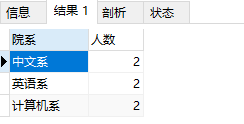 信息 结果 1 剖析 状态
院系 人数
中文系 2
英语系 2
计算机系 2